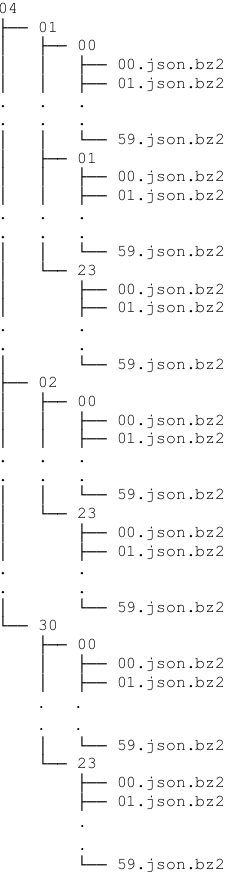 04
01
00
00.json.bz2
01.json.bz2
. . .
. . .
59.json.bz2
01
00.json.bz2
01.json.bz2
. . .
. . .
59.json.bz2
23
00.json.bz2
01.json.bz2
. .
. .
59.json.bz2
02
00
00.json.bz2
01.json.bz2
. . .
. . .
59.json.bz2
23
00.json.bz2
01.json.bz2
. .
. .
59.json.bz2
30
00
00.json.bz2
01.json.bz2
. .
. .
59.json.bz2
23
00.json.bz2
01.json.bz2
.
.
59.json.bz2